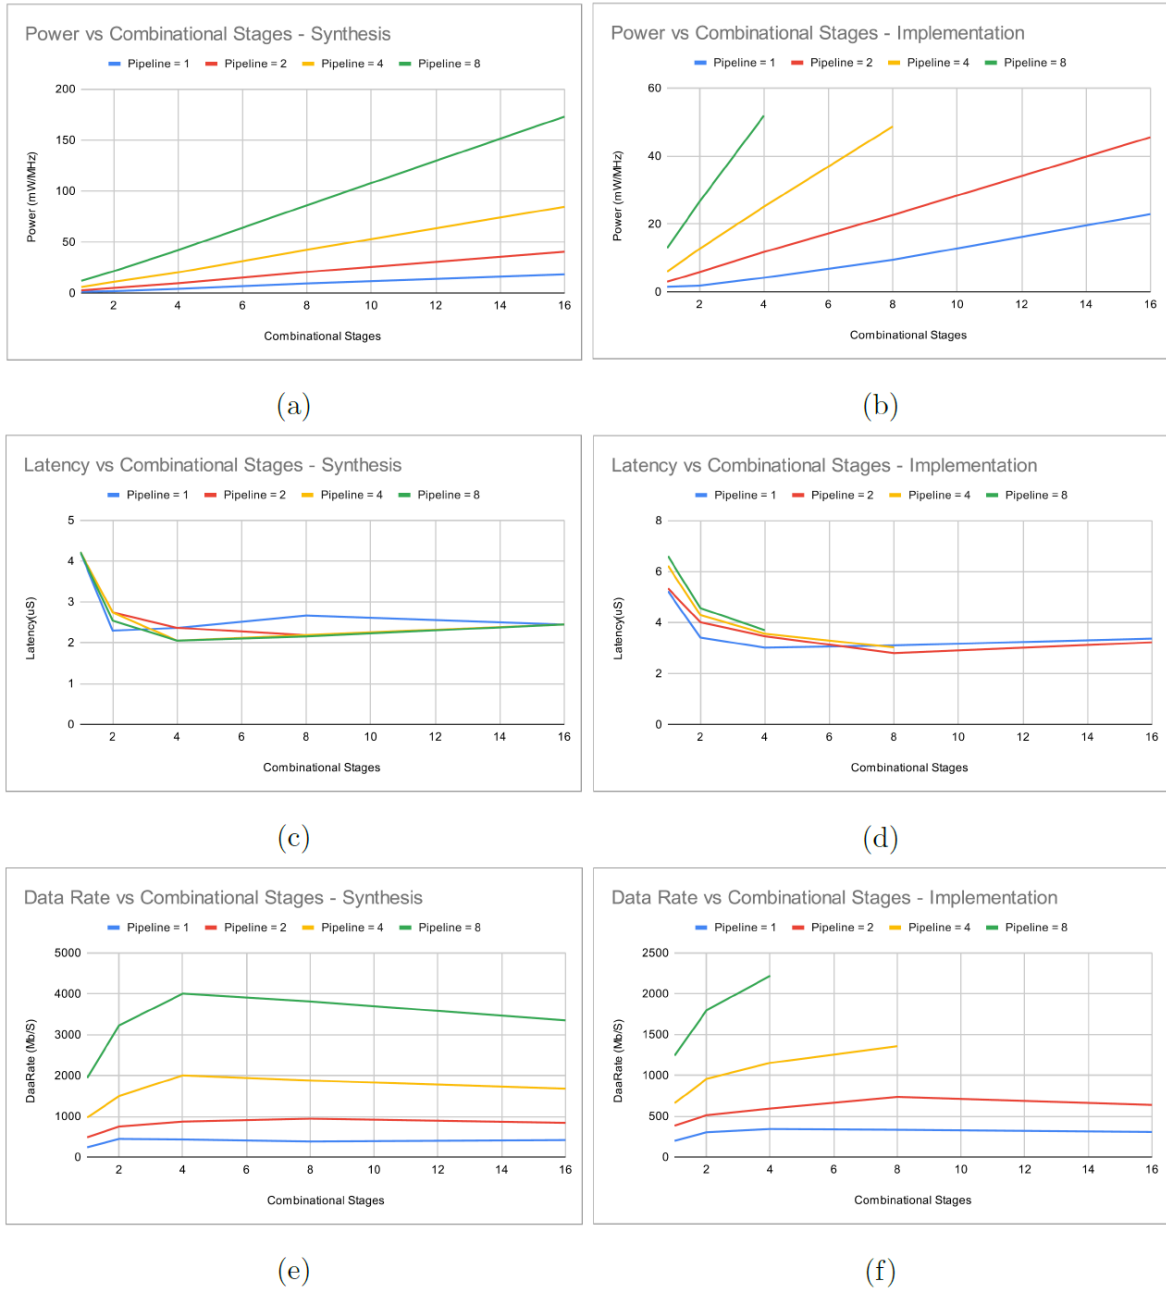 Power vs Combinational Stages - Synthesis
Pipeline = 1 Pipeline = 2 Pipeline = 4 Pipeline = 8
200
150
100
50
0
Power (mW/MHz)
2 4 6 8 10 12 14 16
Combinational Stages
(a)
Power vs Combinational Stages - Implementation
Pipeline = 1 Pipeline = 2 Pipeline = 4 Pipeline = 8
60
40
20
0
Power (mW/MHz)
2 4 6 8 10 12 14 16
Combinational Stages
(b)
Latency vs Combinational Stages - Synthesis
Pipeline = 1 Pipeline = 2 Pipeline = 4 Pipeline = 8
5
4
3
2
1
0
Latency(uS)
2 4 6 8 10 12 14 16
Combinational Stages
(c)
Latency vs Combinational Stages - Implementation
Pipeline = 1 Pipeline = 2 Pipeline = 4 Pipeline = 8
8
6
4
2
0
Latency(uS)
2 4 6 8 10 12 14 16
Combinational Stages
(d)
Data Rate vs Combinational Stages - Synthesis
Pipeline = 1 Pipeline = 2 Pipeline = 4 Pipeline = 8
5000
4000
3000
2000
1000
0
DaaRate (Mb/S)
2 4 6 8 10 12 14 16
Combinational Stages
(e)
Data Rate vs Combinational Stages - Implementation
Pipeline = 1 Pipeline = 2 Pipeline = 4 Pipeline = 8
2500
2000
1500
1000
500
0
DaaRate (Mb/S)
2 4 6 8 10 12 14 16
Combinational Stages
(f)